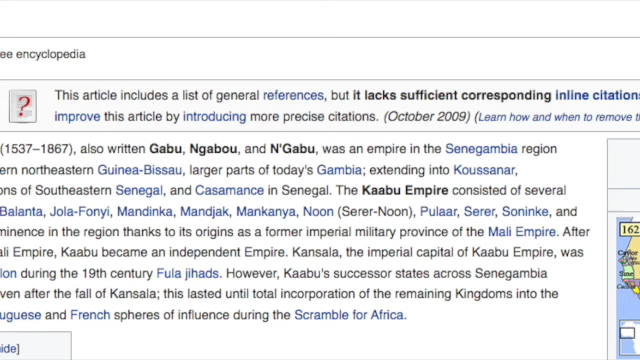 ee encyclopedia
This article includes a list of general references, but it lacks sufficient corresponding inline citations
improve this article by introducing more precise citations. (October 2009) (Learn how and when to remove th
(1537–1867), also written Gabu, Ngabou, and N'Gabu, was an empire in the Senegambia region
ern northeastern Guinea-Bissau, larger parts of today's Gambia; extending into Koussanar,
ons of Southeastern Senegal, and Casamance in Senegal. The Kaabu Empire consisted of several
Balanta, Jola-Fonyi, Mandinka, Mandjak, Mankanya, Noon (Serer-Noon), Pulaar, Serer, Soninke, and
minence in the region thanks to its origins as a former imperial military province of the Mali Empire. After
ali Empire, Kaabu became an independent Empire. Kansala, the imperial capital of Kaabu Empire, was
lon during the 19th century Fula jihads. However, Kaabu's successor states across Senegambia
ven after the fall of Kansala; this lasted until total incorporation of the remaining Kingdoms into the
uguese and French spheres of influence during the Scramble for Africa.
ide]
162